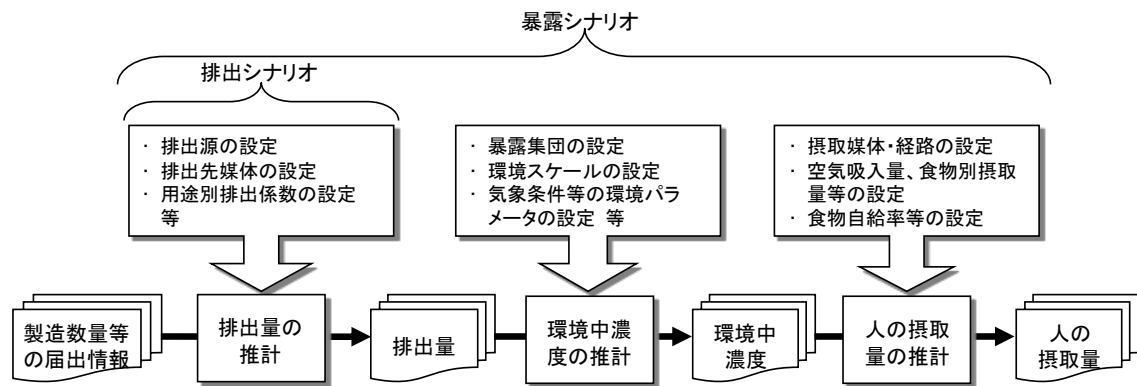 暴露シナリオ
排出シナリオ
・ 排出源の設定
・ 排出先媒体の設定
・ 用途別排出係数の設定
等
・ 暴露集団の設定
・ 環境スケールの設定
・ 気象条件等の環境パラ
メータの設定 等
・ 摂取媒体・経路の設定
・ 空気吸入量、食物別摂取
量等の設定
・ 食物自給率等の設定
製造数量等
の届出情報
排出量の
推計
排出量
環境中濃
度の推計
環境中
濃度
人の摂取
量の推計
人の
摂取量